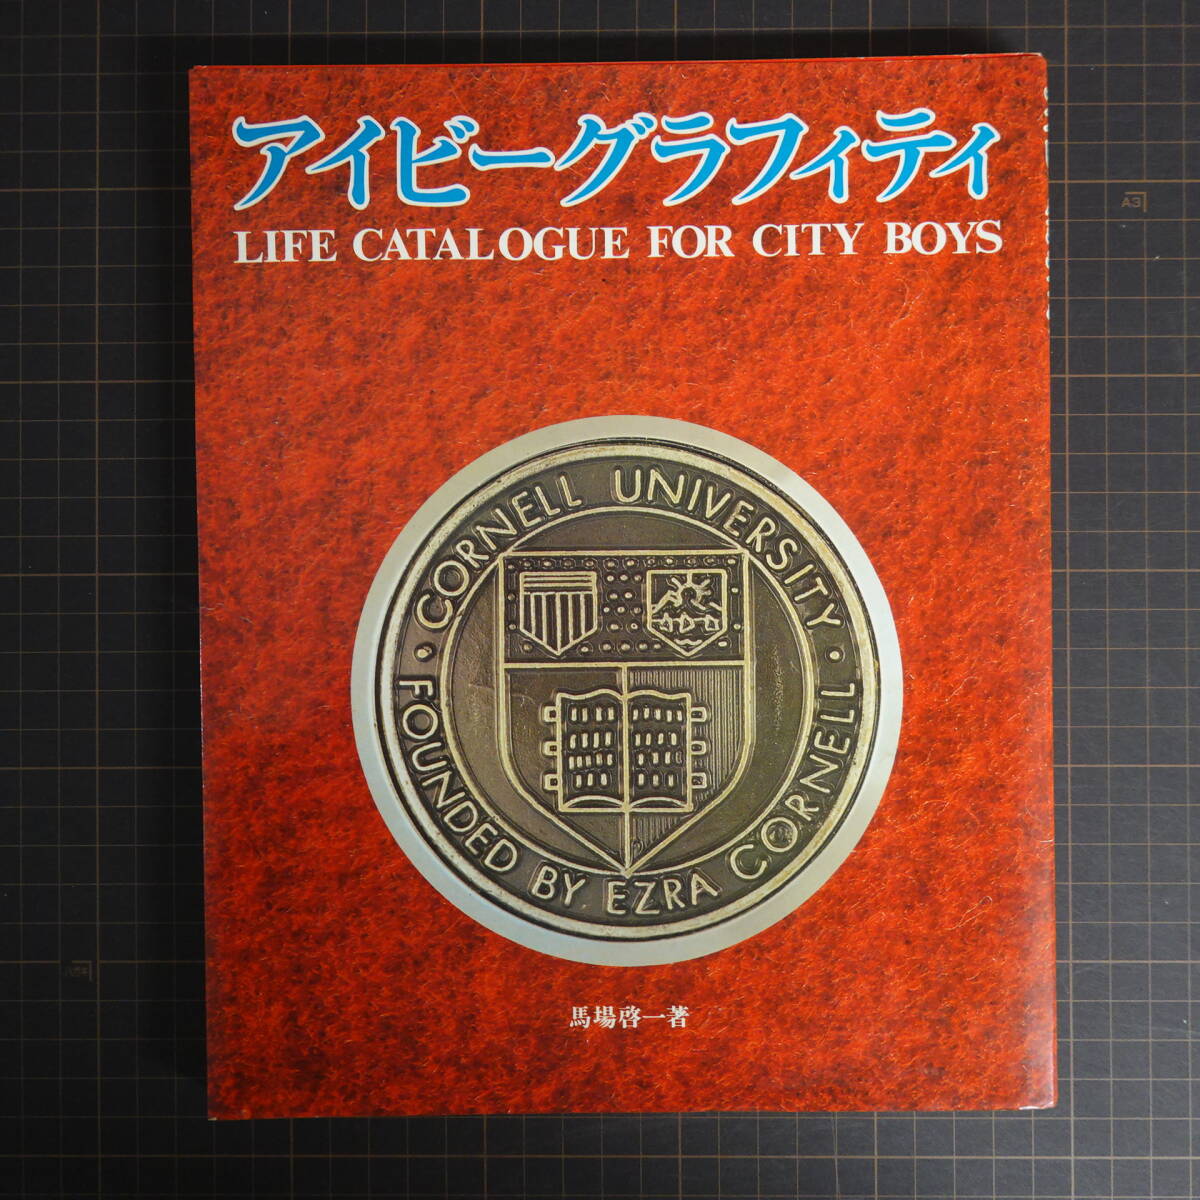 アイビーグラフィティ
LIFE CATALOGUE FOR CITY BOYS
A3
· CORNELL UNIVERSITY ·
FOUNDED BY EZRA CORNELL
馬場啓一著